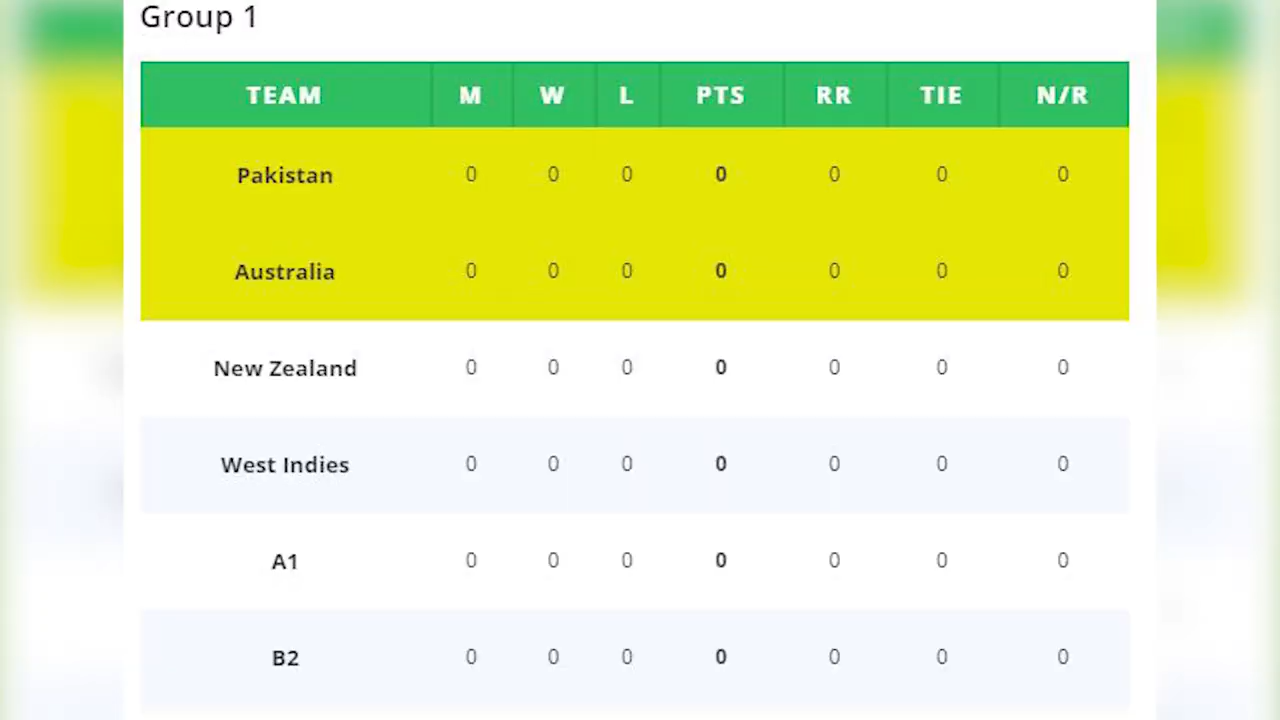 Group 1
TEAM M W L PTS RR TIE N/R
Pakistan 0 0 0 0 0 0 0
Australia 0 0 0 0 0 0 0
New Zealand 0 0 0 0 0 0 0
West Indies 0 0 0 0 0 0 0
A1 0 0 0 0 0 0 0
B2 0 0 0 0 0 0 0